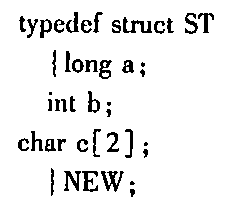 typedef struct ST
{long a;
int b;
char c[2];
}NEW;